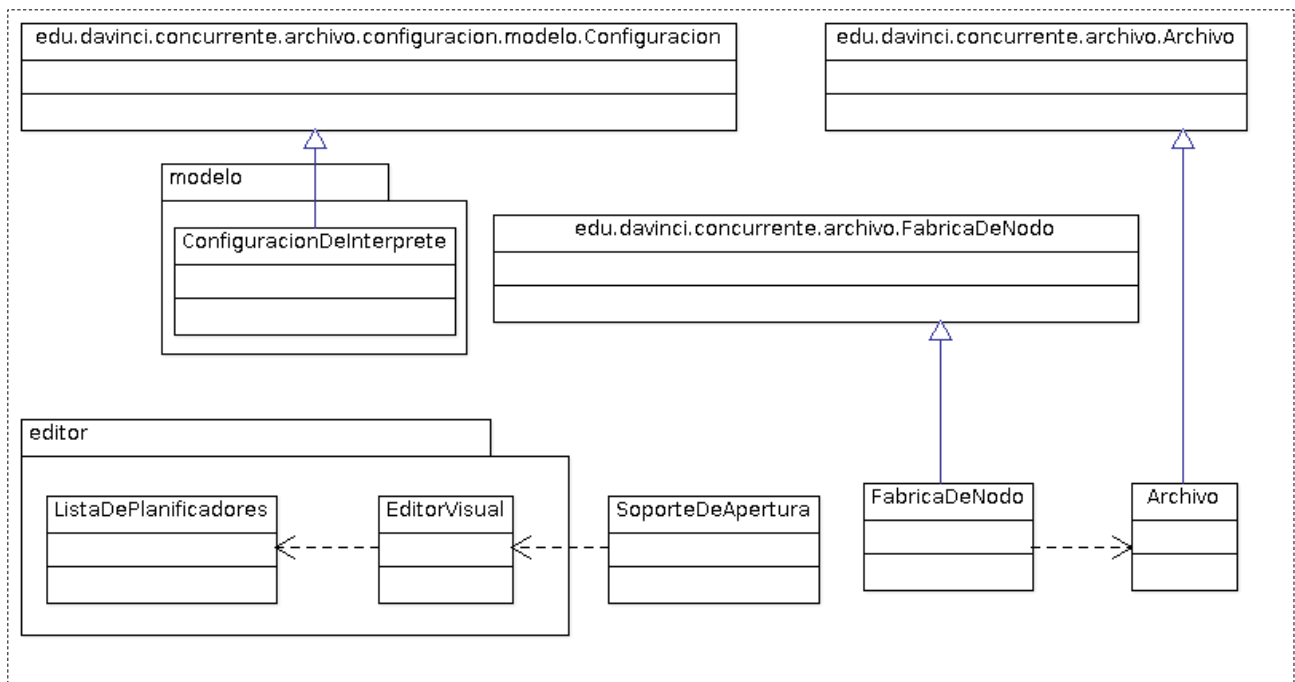 edu.davinci.concurrente.archivo.configuracion.modelo.Configuracion
edu.davinci.concurrente.archivo.Archivo
modelo
ConfiguracionDeInterprete
edu.davinci.concurrente.archivo.FabricaDeNodo
editor
ListaDePlanificadores
EditorVisual
SoporteDeApertura
FabricaDeNodo
Archivo